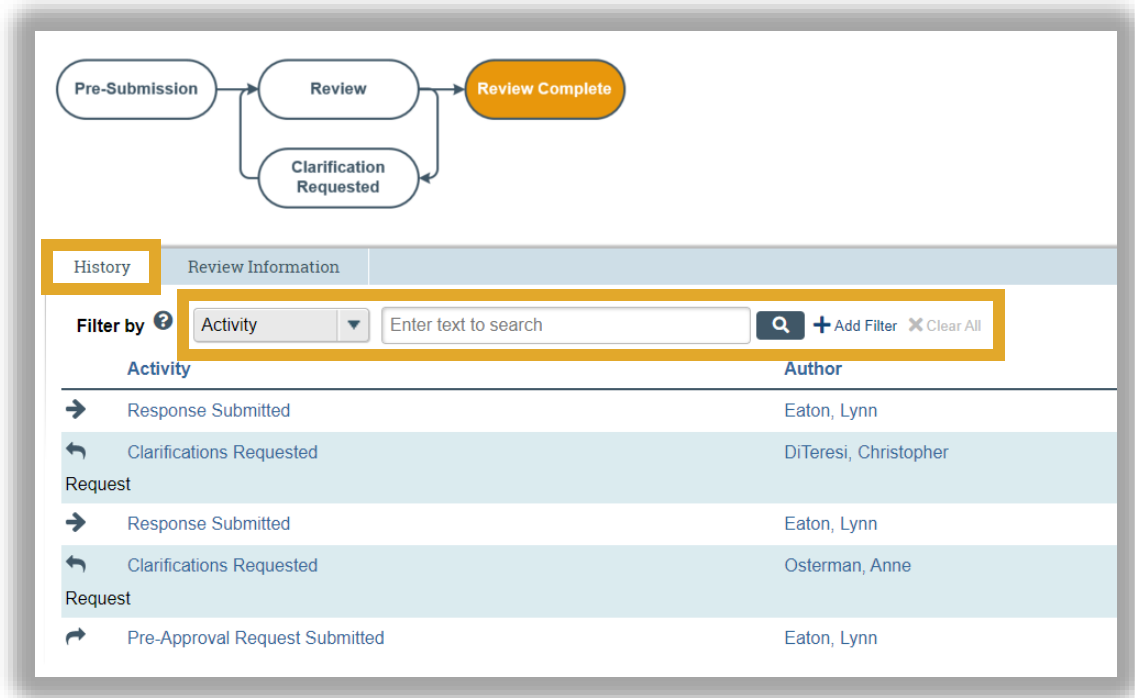 Pre-Submission
Review
Review Complete
Clarification
Requested
History
Review Information
Filter by ?
Activity
Enter text to search
Add Filter
Clear All
Activity Author
Response Submitted Eaton, Lynn
Clarifications Requested DiTeresi, Christopher
Request
Response Submitted Eaton, Lynn
Clarifications Requested Osterman, Anne
Request
Pre-Approval Request Submitted Eaton, Lynn